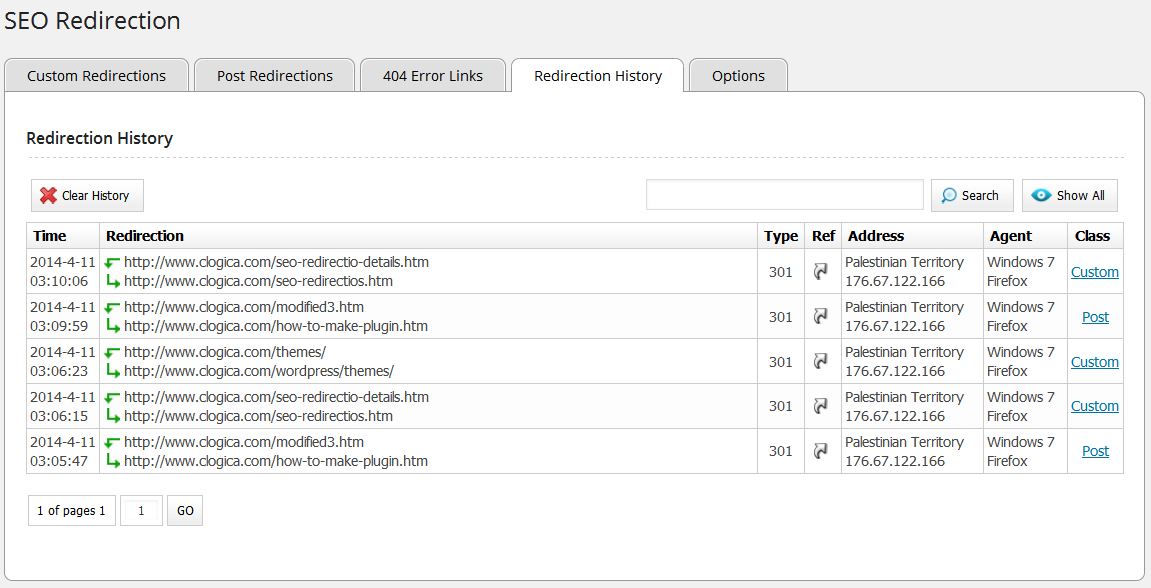 SEO Redirection
Custom Redirections Post Redirections 404 Error Links Redirection History Options
Redirection History
Clear History Search Show All
Time Redirection Type Ref Address Agent Class
2014-4-11 http://www.clogica.com/seo-redirectio-details.htm 301 Palestinian Territory Windows 7 Custom
03:10:06 http://www.clogica.com/seo-redirectios.htm 176.67.122.166 Firefox
2014-4-11 http://www.clogica.com/modified3.htm 301 Palestinian Territory Windows 7 Post
03:09:59 http://www.clogica.com/how-to-make-plugin.htm 176.67.122.166 Firefox
2014-4-11 http://www.clogica.com/themes/ 301 Palestinian Territory Windows 7 Custom
03:06:23 http://www.clogica.com/wordpress/themes/ 176.67.122.166 Firefox
2014-4-11 http://www.clogica.com/seo-redirectio-details.htm 301 Palestinian Territory Windows 7 Custom
03:06:15 http://www.clogica.com/seo-redirectios.htm 176.67.122.166 Firefox
2014-4-11 http://www.clogica.com/modified3.htm 301 Palestinian Territory Windows 7 Post
03:05:47 http://www.clogica.com/how-to-make-plugin.htm 176.67.122.166 Firefox
1 of pages 1 1 GO